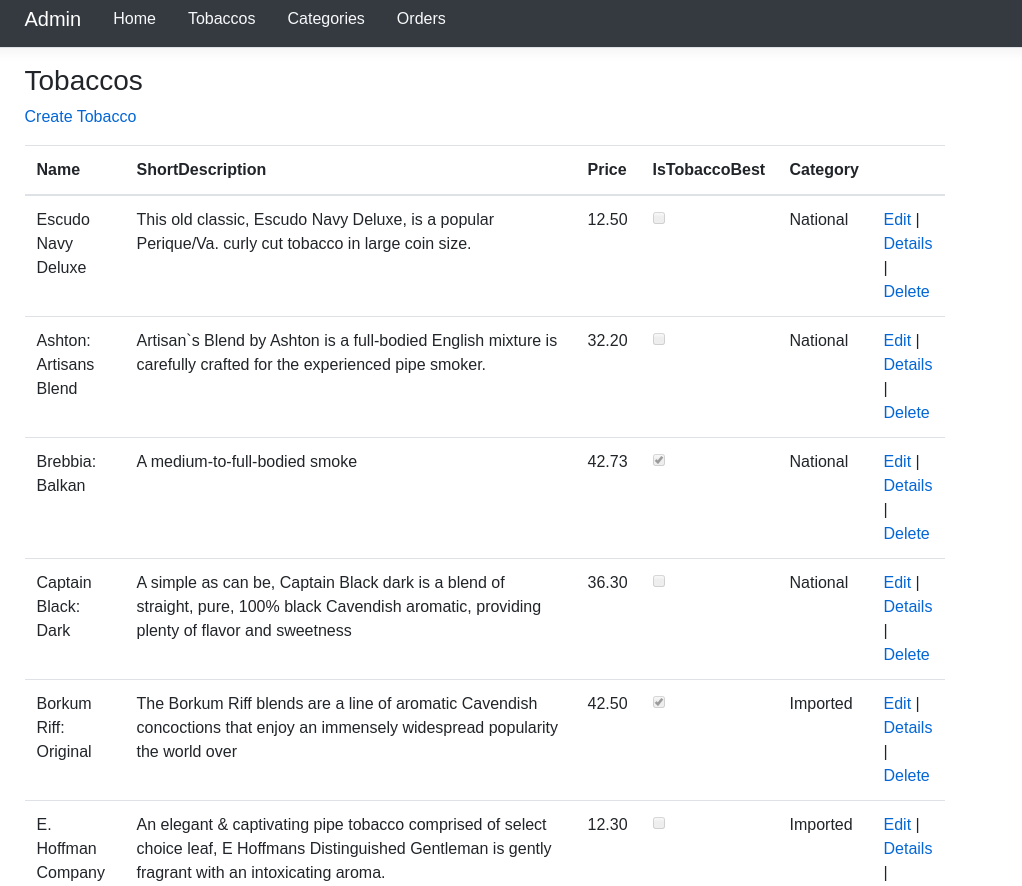 Admin Home Tobaccos Categories Orders
Tobaccos
Create Tobacco
Name ShortDescription Price IsTobaccoBest Category
Escudo This old classic, Escudo Navy Deluxe, is a popular 12.50 National Edit |
Navy Perique/Va. curly cut tobacco in large coin size. Details
Deluxe |
Delete
Ashton: Artisan`s Blend by Ashton is a full-bodied English mixture is 32.20 National Edit |
Artisans carefully crafted for the experienced pipe smoker. Details
Blend |
Delete
Brebbia: A medium-to-full-bodied smoke 42.73 National Edit |
Balkan Details
|
Delete
Captain A simple as can be, Captain Black dark is a blend of 36.30 National Edit |
Black: straight, pure, 100% black Cavendish aromatic, providing Details
Dark plenty of flavor and sweetness |
Delete
Borkum The Borkum Riff blends are a line of aromatic Cavendish 42.50 Imported Edit |
Riff: concoctions that enjoy an immensely widespread popularity Details
Original the world over |
Delete
E. An elegant & captivating pipe tobacco comprised of select 12.30 Imported Edit |
Hoffman choice leaf, E Hoffmans Distinguished Gentleman is gently Details
Company fragrant with an intoxicating aroma. |